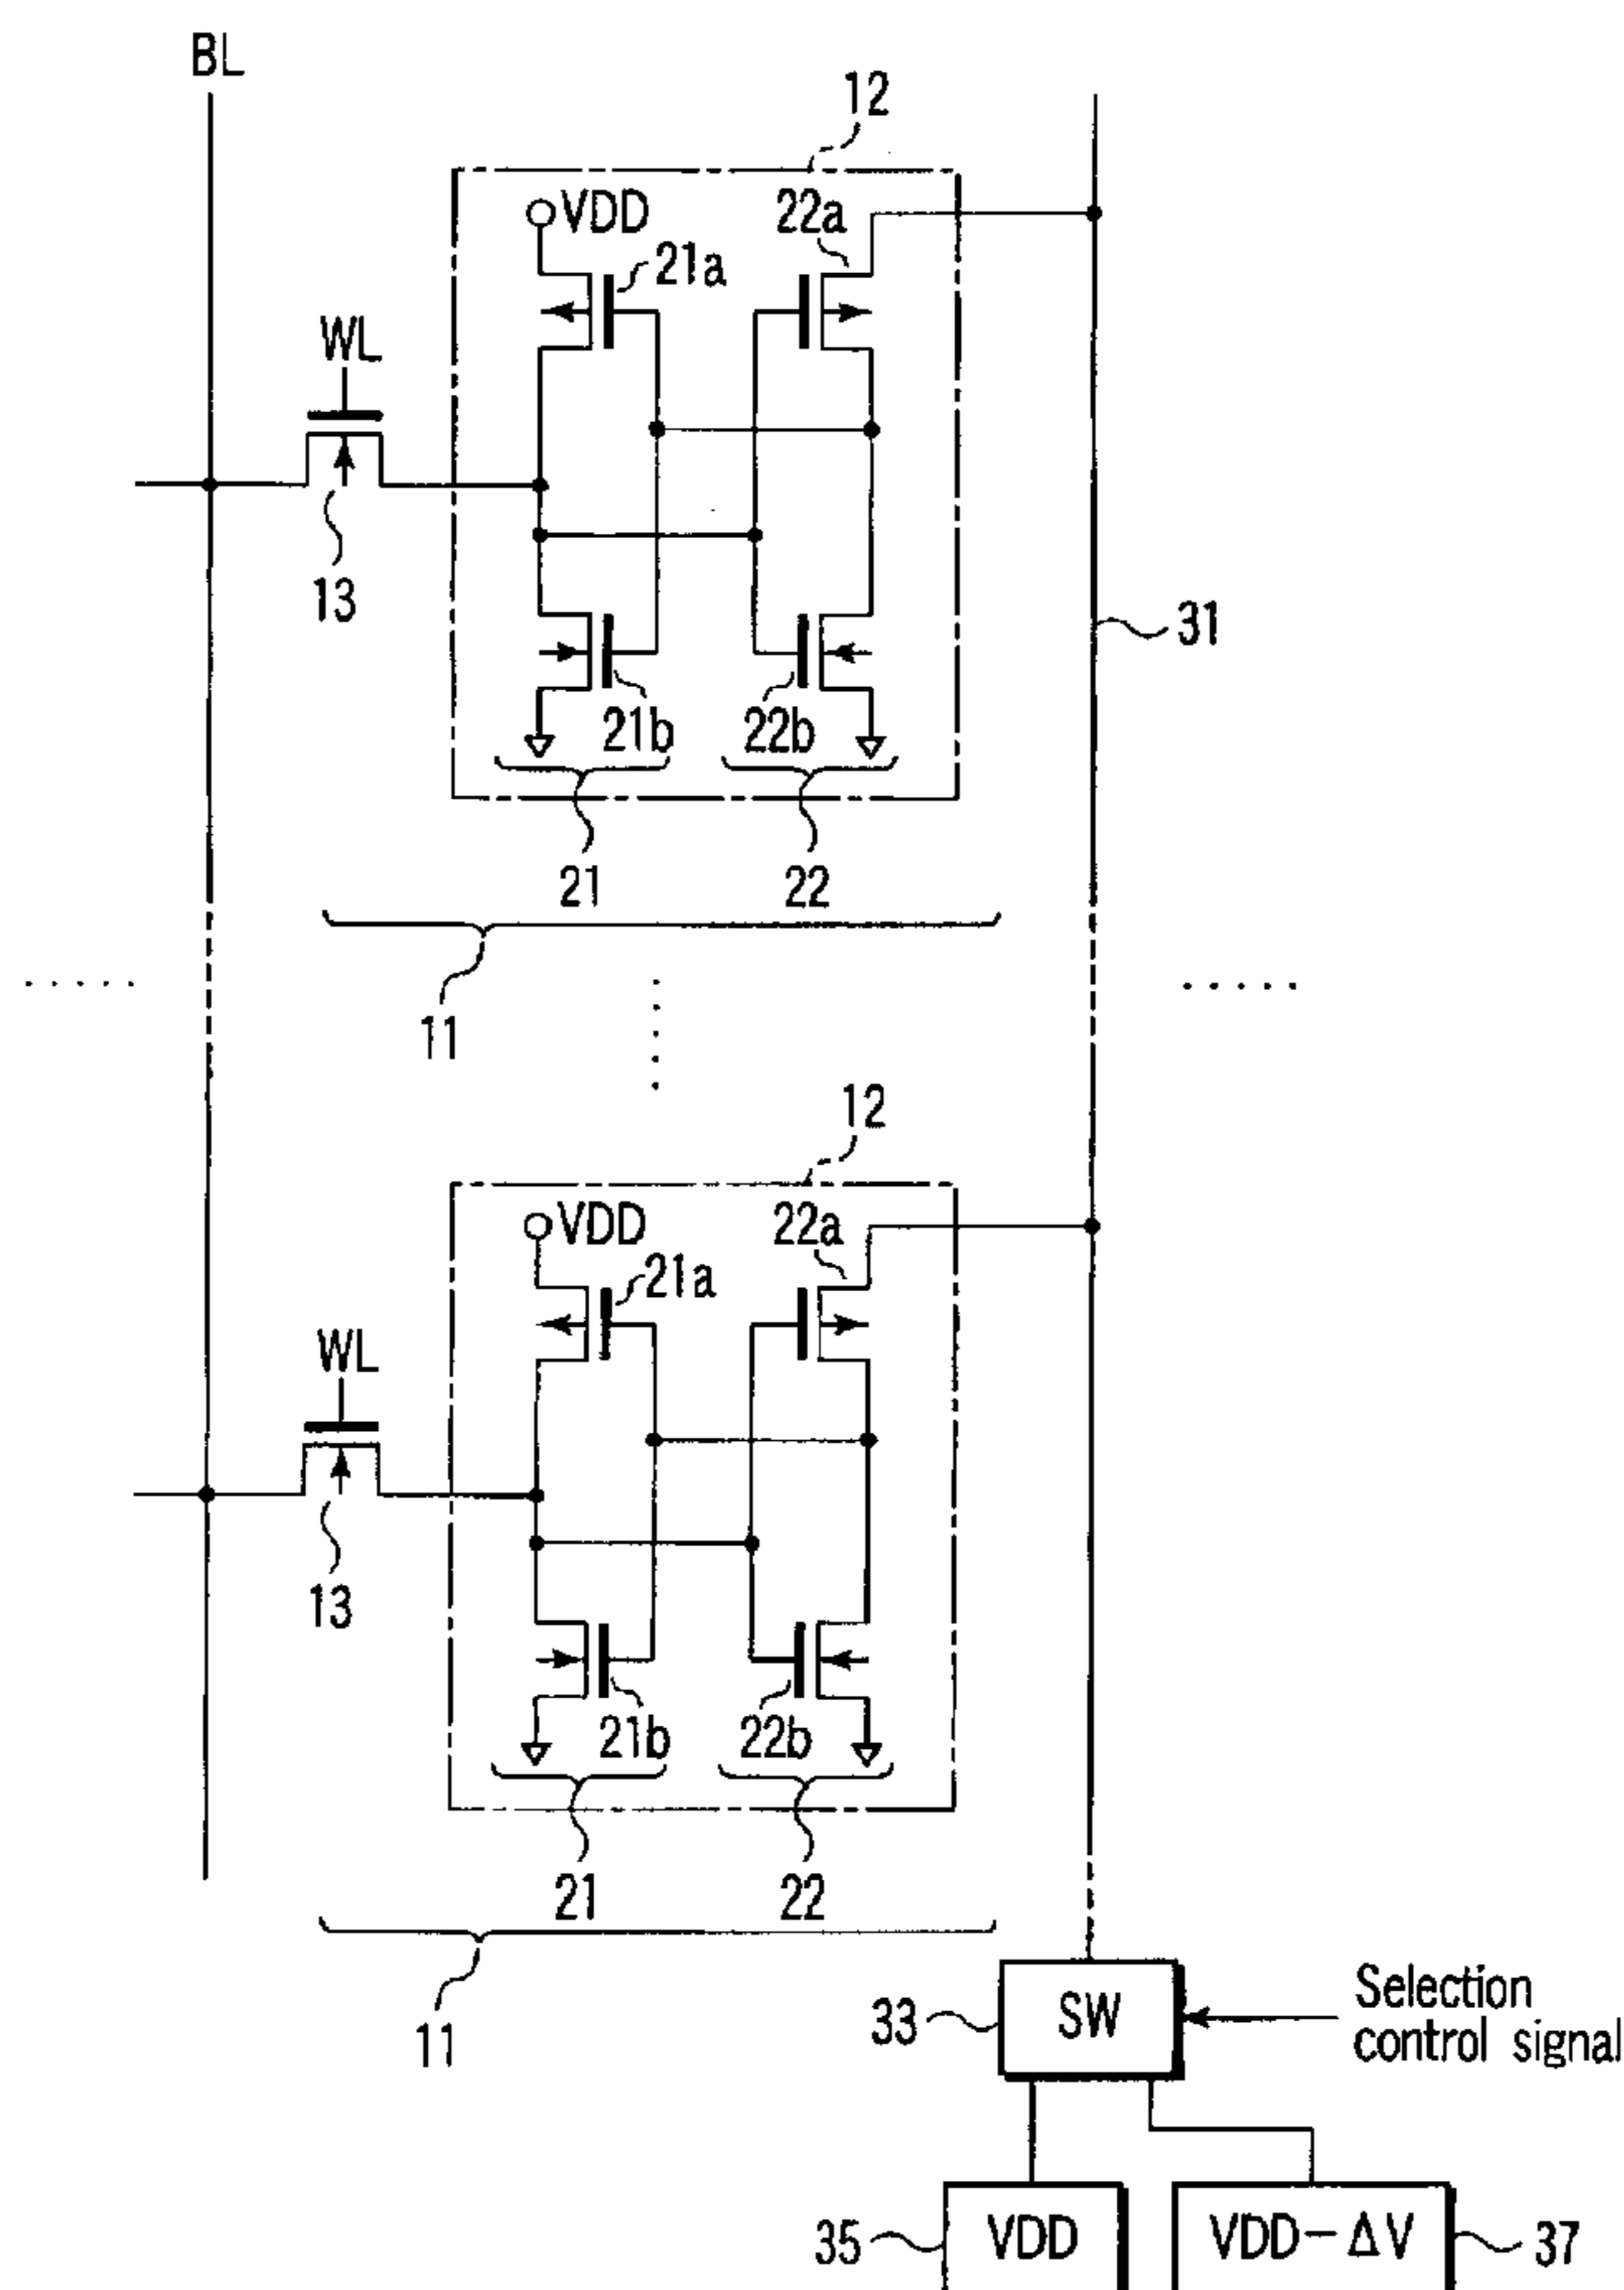 BL
12
VDD
22a
21a
WL
13
31
21b
22b
21
22
11
12
VDD
22a
21a
WL
13
21b
22b
21
22
11
33
SW
Selection
control signal
35
VDD
VDD-ΔV
37